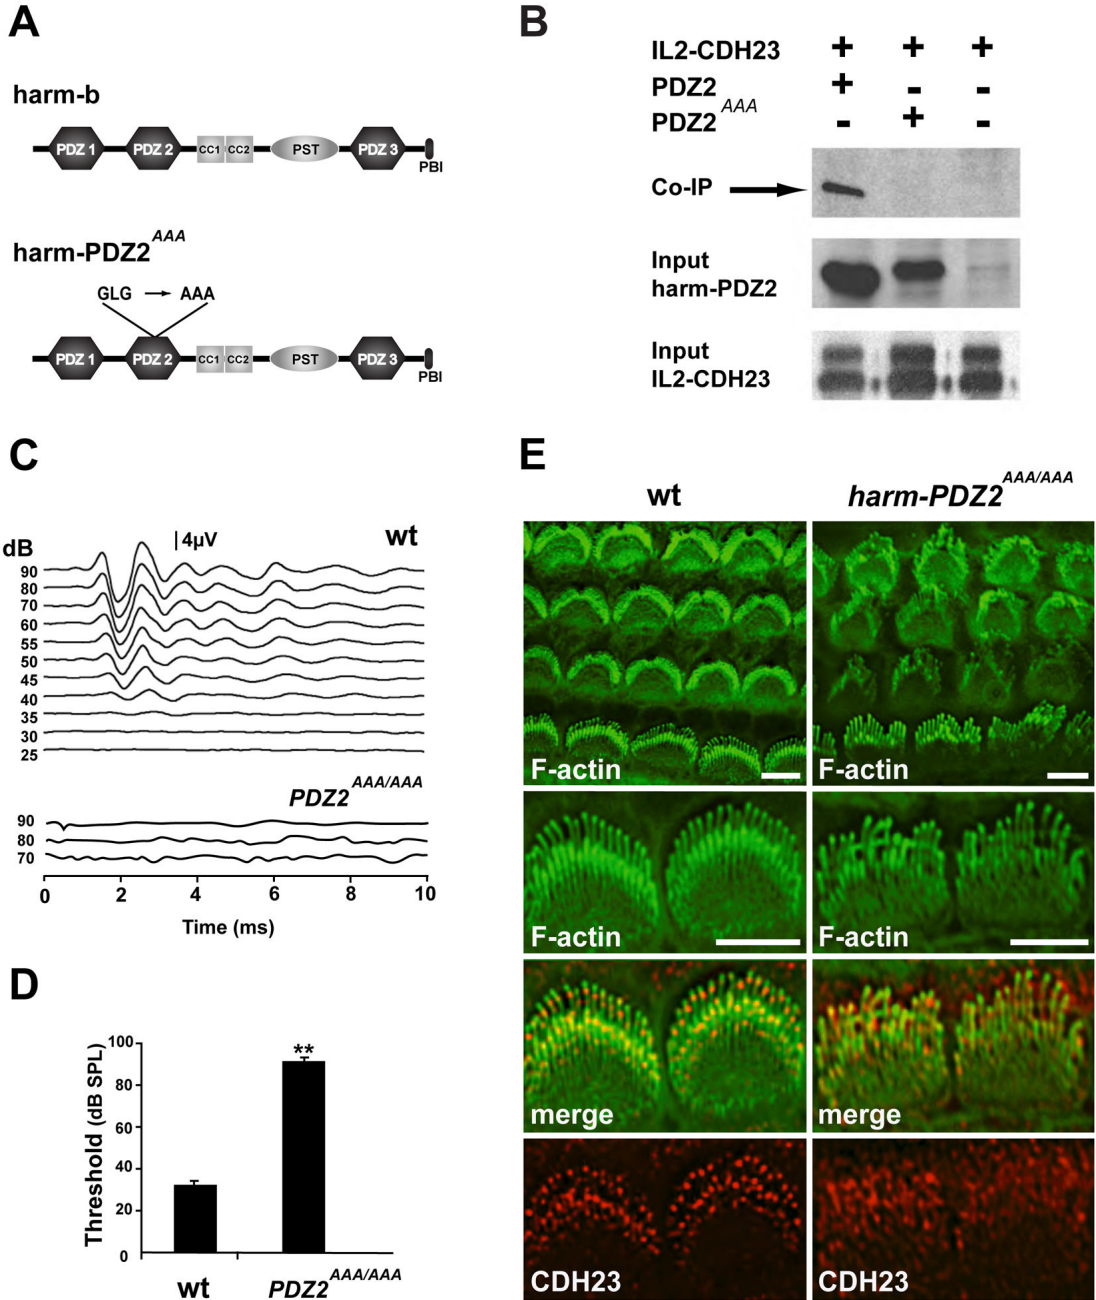 A
harm-b
PDZ 1 PDZ 2 CC1 CC2 PST PDZ 3 PBI
harm-PDZ2 AAA
GLG → AAA
PDZ 1 PDZ 2 CC1 CC2 PST PDZ 3 PBI
B
IL2-CDH23 + + +
PDZ2 + - -
PDZ2 AAA - + -
Co-IP
Input
harm-PDZ2
Input
IL2-CDH23
C
dB
4µV
wt
90
80
70
60
55
50
45
40
35
30
25
PDZ2 AAA/AAA
90
80
70
0 2 4 6 8 10
Time (ms)
D
Threshold (dB SPL)
100
80
60
40
20
0
**
wt PDZ2 AAA/AAA
E
wt harm-PDZ2 AAA/AAA
F-actin F-actin
F-actin F-actin
merge merge
CDH23 CDH23